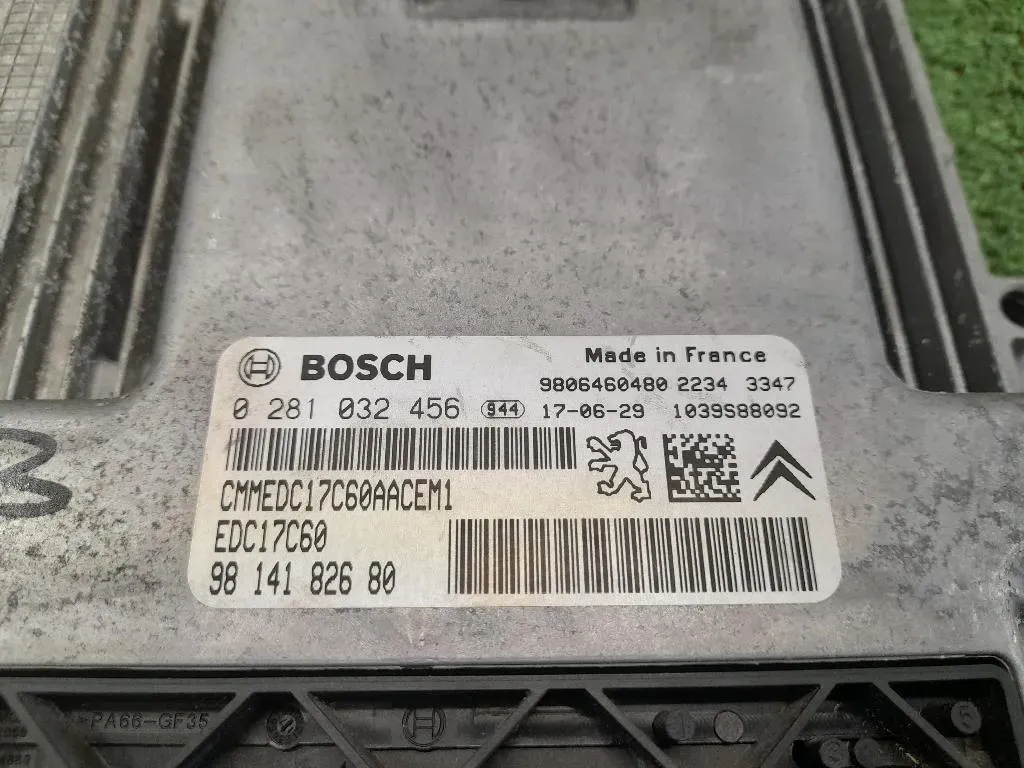 BOSCH
Made in France
9806460480 2234 3347
0 281 032 456 944 17-06-29 1039S88092
CMMEDC17C60AACEM1
EDC17C60
98 141 826 80
PA66-GF35